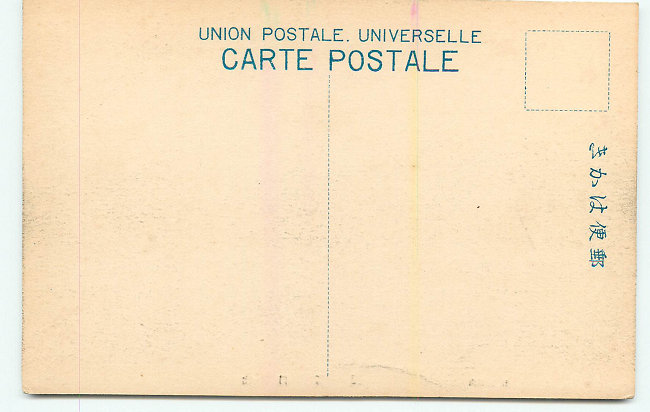 UNION POSTALE. UNIVERSELLE
CARTE POSTALE
郵便はかき